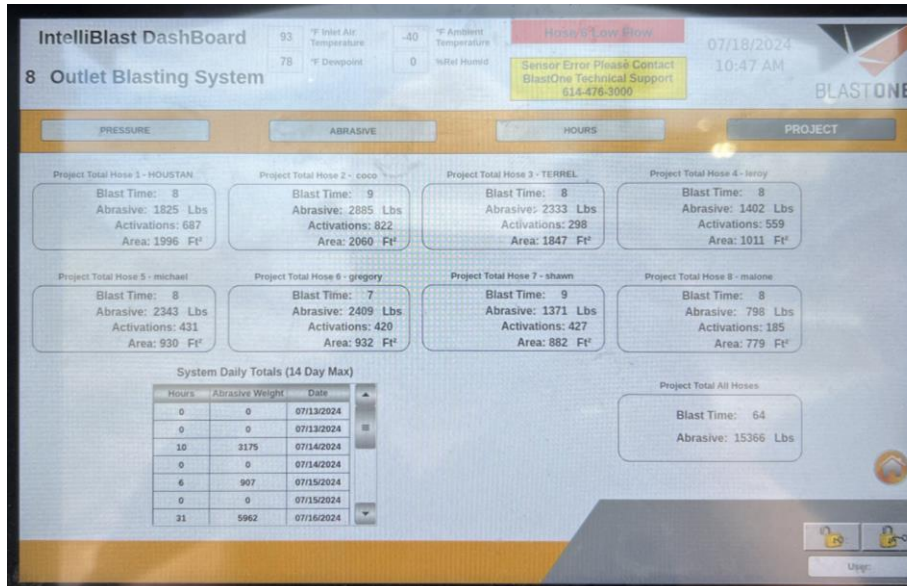 IntelliBlast DashBoard
8 Outlet Blasting System
93 °F Inlet Air Temperature
-40 °F Ambient Temperature
78 °F Dewpoint
0 %Rel Humid
Hose 6 Low Flow
Sensor Error Please Contact
BlastOne Technical Support
614-476-3000
07/18/2024
10:47 AM
BLASTONE
PRESSURE
ABRASIVE
HOURS
PROJECT
Project Total Hose 1 - HOUSTAN
Blast Time: 8
Abrasive: 1825 Lbs
Activations: 687
Area: 1996 Ft²
Project Total Hose 2 - coco
Blast Time: 9
Abrasive: 2885 Lbs
Activations: 822
Area: 2060 Ft²
Project Total Hose 3 - TERREL
Blast Time: 8
Abrasive: 2333 Lbs
Activations: 298
Area: 1847 Ft²
Project Total Hose 4 - leroy
Blast Time: 8
Abrasive: 1402 Lbs
Activations: 559
Area: 1011 Ft²
Project Total Hose 5 - michael
Blast Time: 8
Abrasive: 2343 Lbs
Activations: 431
Area: 930 Ft²
Project Total Hose 6 - gregory
Blast Time: 7
Abrasive: 2409 Lbs
Activations: 420
Area: 932 Ft²
Project Total Hose 7 - shawn
Blast Time: 9
Abrasive: 1371 Lbs
Activations: 427
Area: 882 Ft²
Project Total Hose 8 - malone
Blast Time: 8
Abrasive: 798 Lbs
Activations: 185
Area: 779 Ft²
System Daily Totals (14 Day Max)
Hours Abrasive Weight Date
0 0 07/13/2024
0 0 07/13/2024
10 3175 07/14/2024
0 0 07/14/2024
6 907 07/15/2024
0 0 07/15/2024
31 5962 07/16/2024
Project Total All Hoses
Blast Time: 64
Abrasive: 15366 Lbs
User: